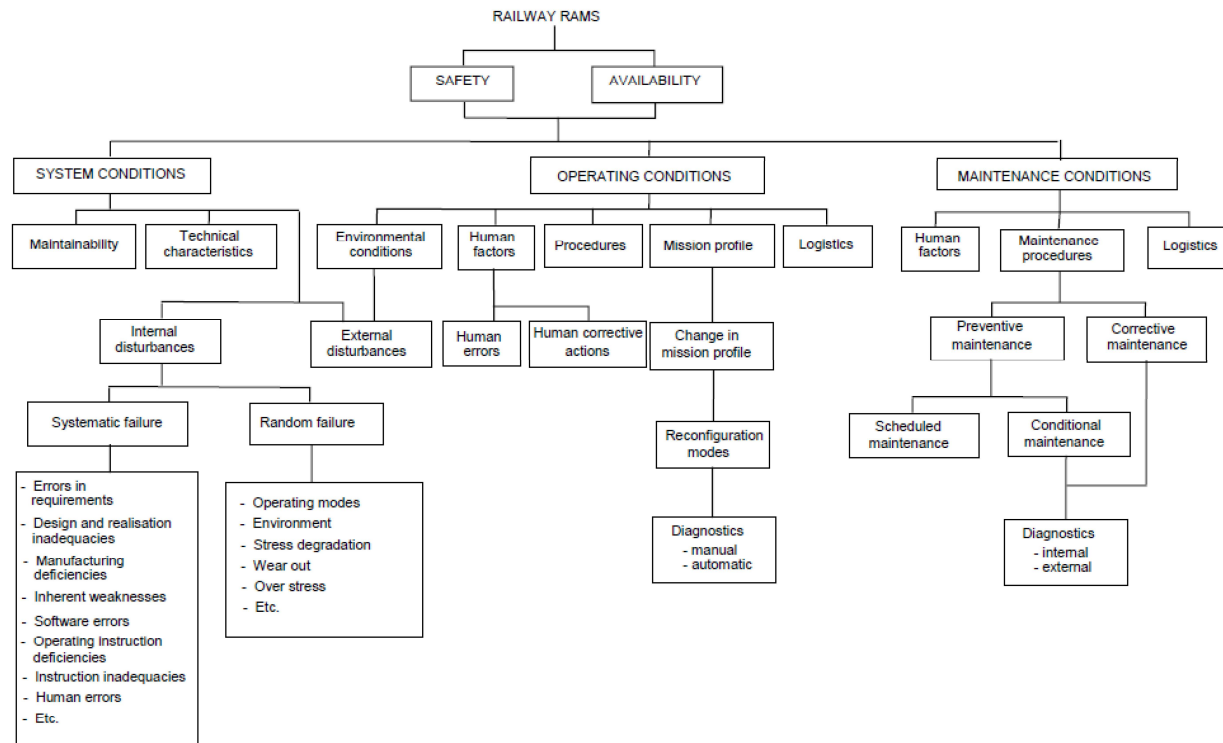 RAILWAY RAMS
SAFETY
AVAILABILITY
SYSTEM CONDITIONS
OPERATING CONDITIONS
MAINTENANCE CONDITIONS
Maintainability
Technical
characteristics
Environmental
conditions
Human
factors
Procedures
Mission profile
Logistics
Human
factors
Maintenance
procedures
Logistics
Internal
disturbances
External
disturbances
Human
errors
Human corrective
actions
Change in
mission profile
Preventive
maintenance
Corrective
maintenance
Systematic failure
Random failure
Reconfiguration
modes
Scheduled
maintenance
Conditional
maintenance
- Errors in
requirements
- Design and realisation
inadequacies
- Manufacturing
deficiencies
- Inherent weaknesses
- Software errors
- Operating instruction
deficiencies
- Instruction inadequacies
- Human errors
- Etc.
- Operating modes
- Environment
- Stress degradation
- Wear out
- Over stress
- Etc.
Diagnostics
- manual
- automatic
Diagnostics
- internal
- external